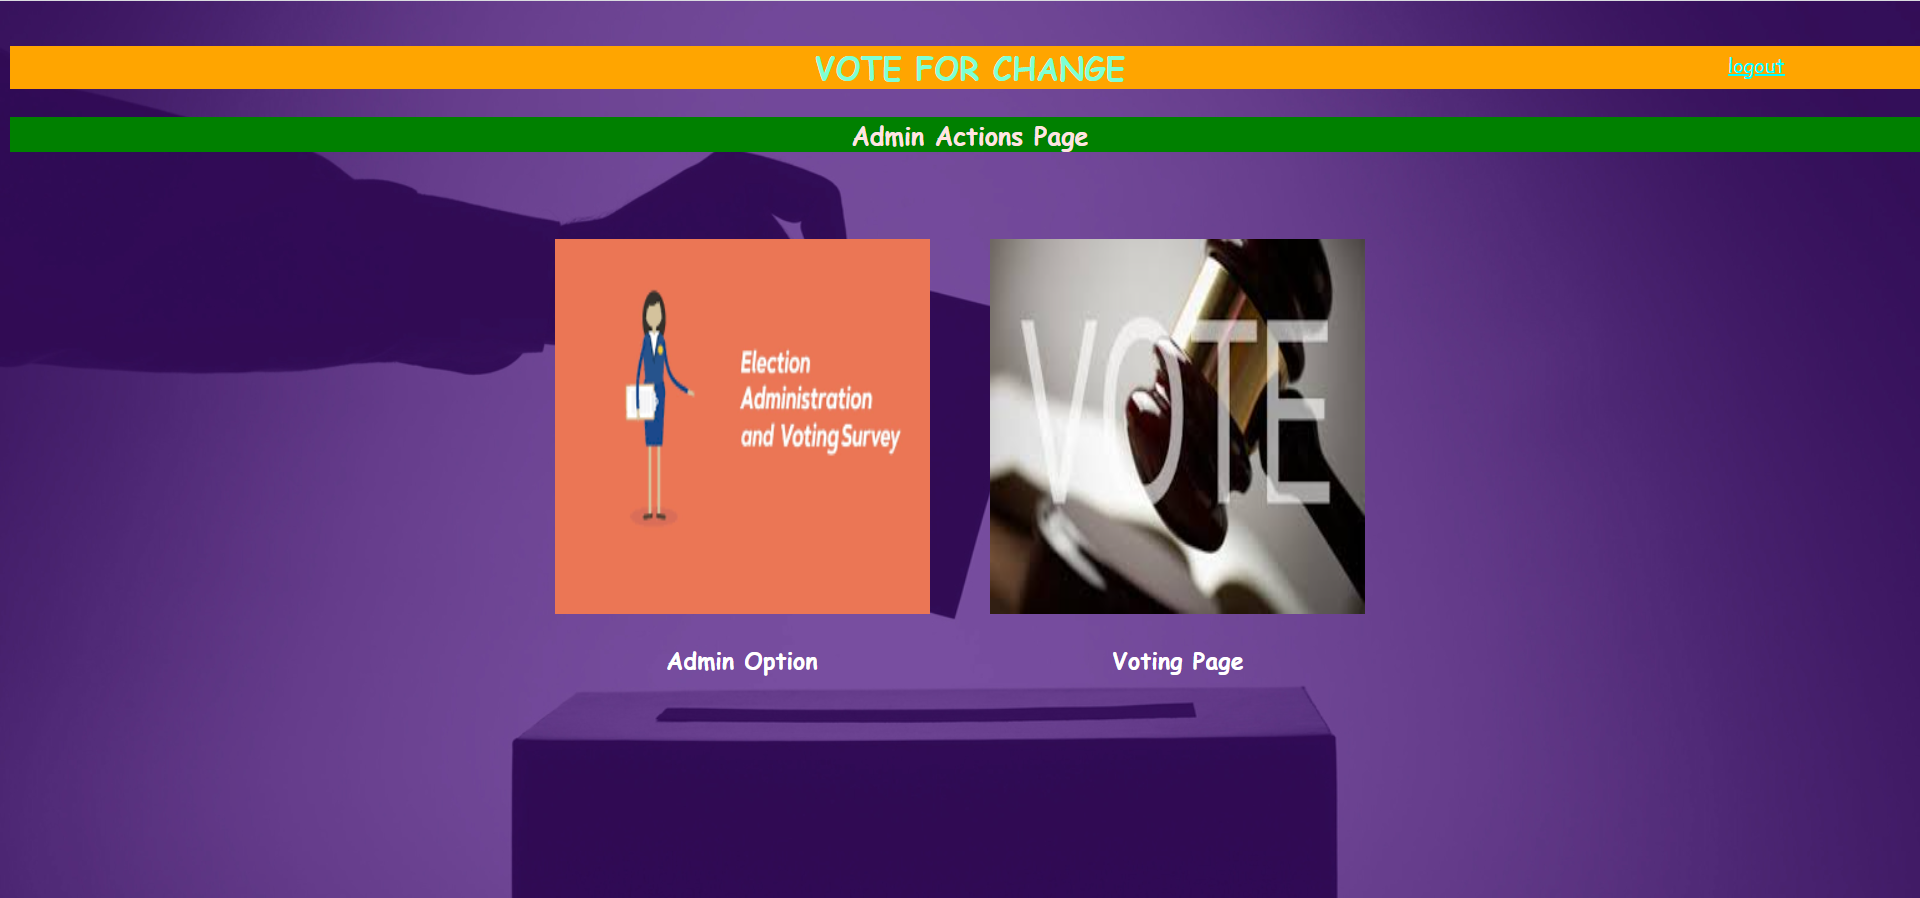 VOTE FOR CHANGE
logout
Admin Actions Page
Election
Administration
and Voting Survey
VOTE
Admin Option
Voting Page